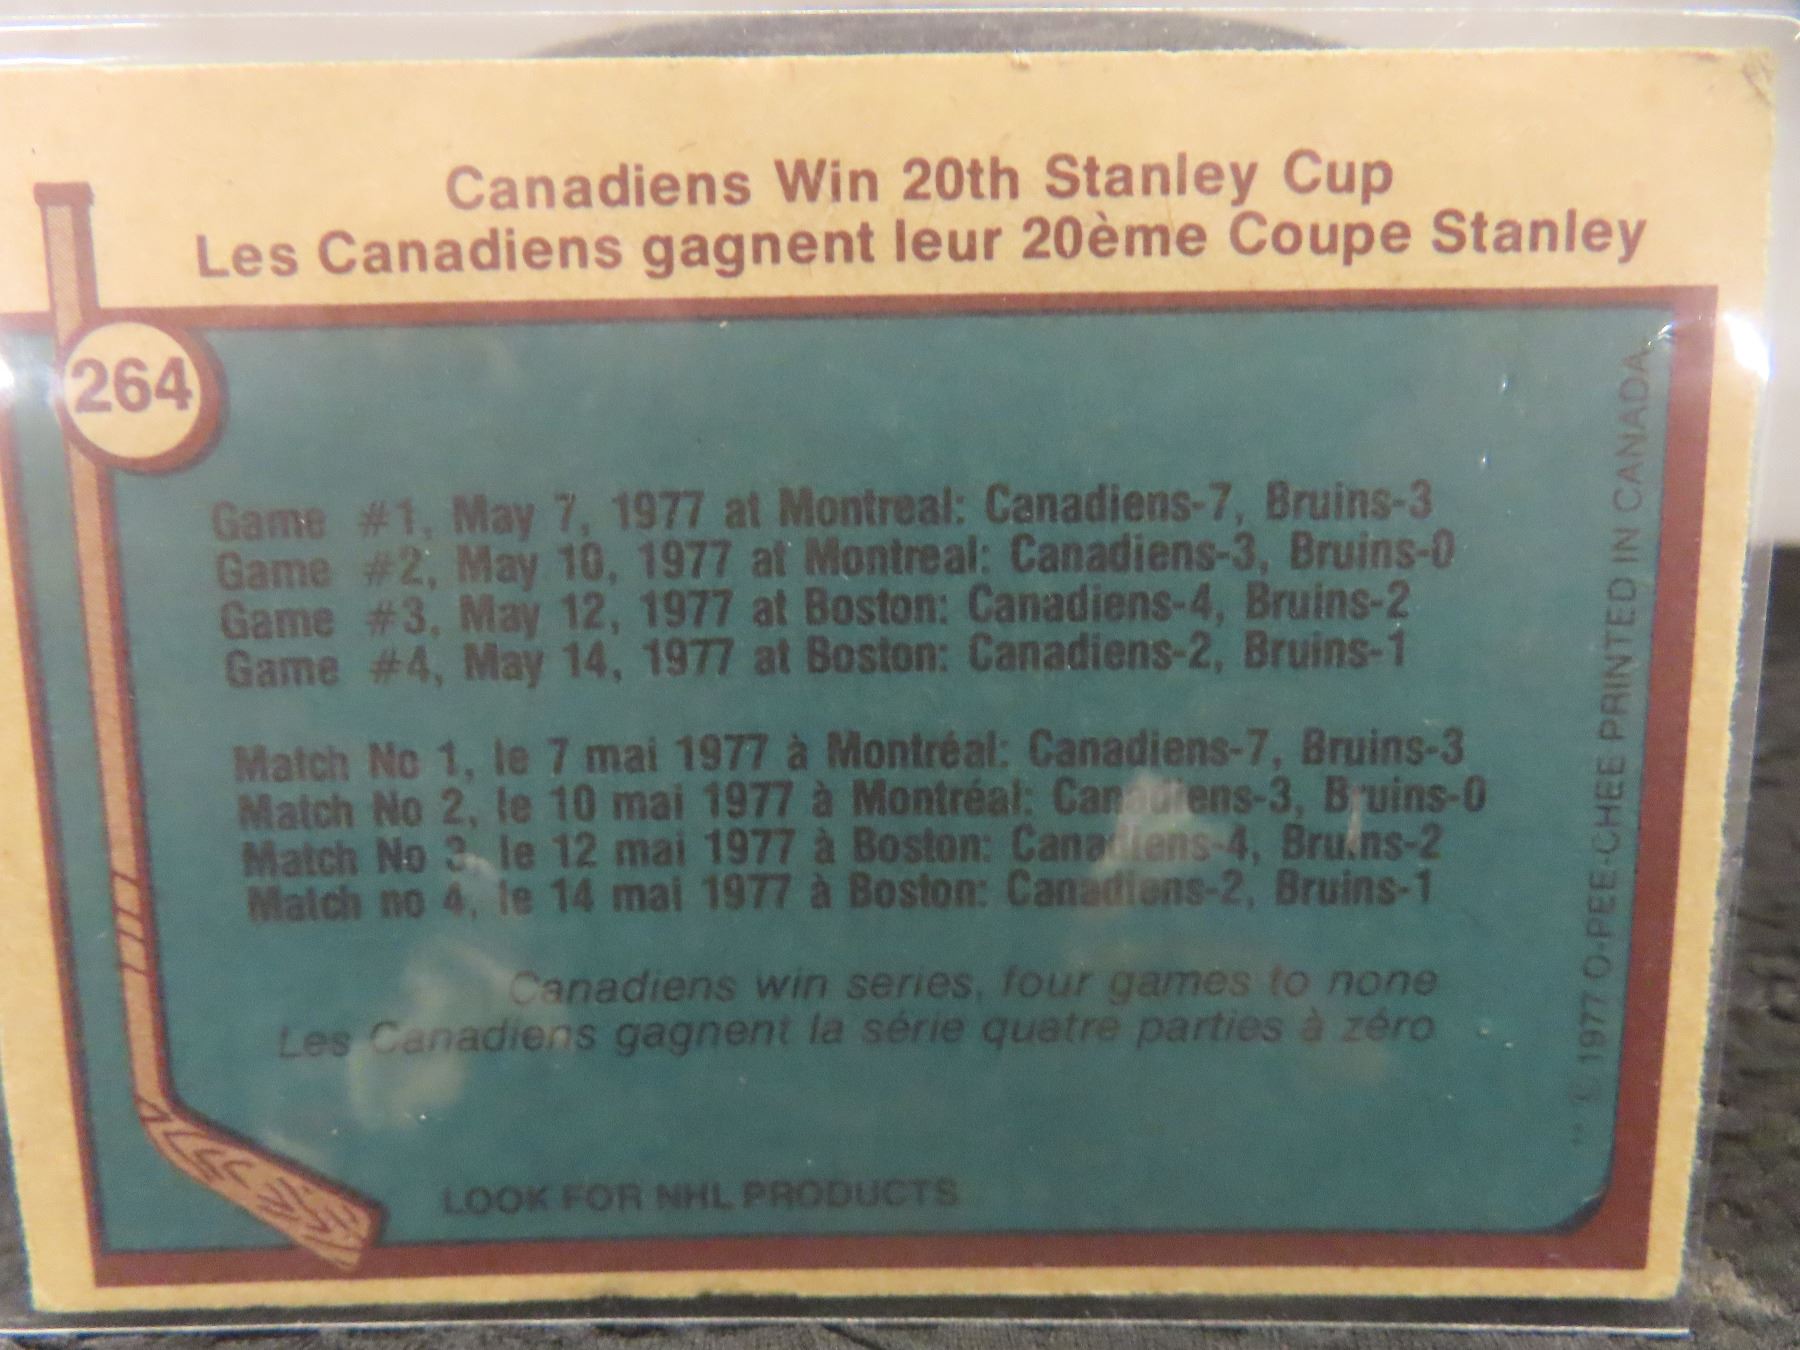 Canadiens Win 20th Stanley Cup
Les Canadiens gagnent leur 20ème Coupe Stanley
264
Game #1, May 7, 1977 at Montreal: Canadiens-7, Bruins-3
Game #2, May 10, 1977 at Montreal: Canadiens-3, Bruins-0
Game #3, May 12, 1977 at Boston: Canadiens-4, Bruins-2
Game #4, May 14, 1977 at Boston: Canadiens-2, Bruins-1
Match No 1, le 7 mai 1977 à Montréal: Canadiens-7, Bruins-3
Match No 2, le 10 mai 1977 à Montréal: Canadiens-3, Bruins-0
Match No 3, le 12 mai 1977 à Boston: Canadiens-4, Bruins-2
Match no 4, le 14 mai 1977 à Boston: Canadiens-2, Bruins-1
Canadiens win series, four games to none
Les Canadiens gagnent la série quatre parties à zéro
LOOK FOR NHL PRODUCTS
** © 1977 O-PEE-CHEE PRINTED IN CANADA